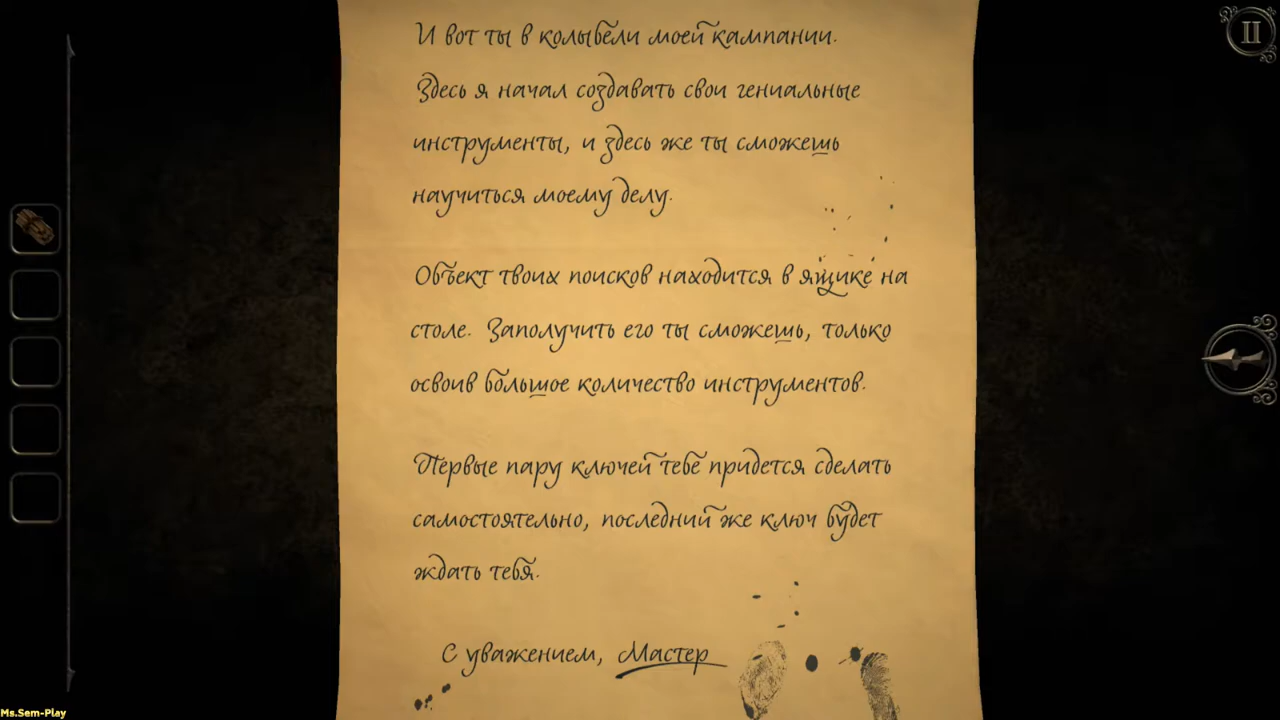 И вот ты в колыбели моей кампании.
Здесь я начал создавать свои гениальные
инструменты, и здесь же ты сможешь
научиться моему делу.
Объект твоих поисков находится в ящике на
столе. Заполучить его ты сможешь, только
освоив большое количество инструментов.
Первые пару ключей тебе придется сделать
самостоятельно, последний же ключ будет
ждать тебя.
С уважением, Мастер
Ms.Sem-Play